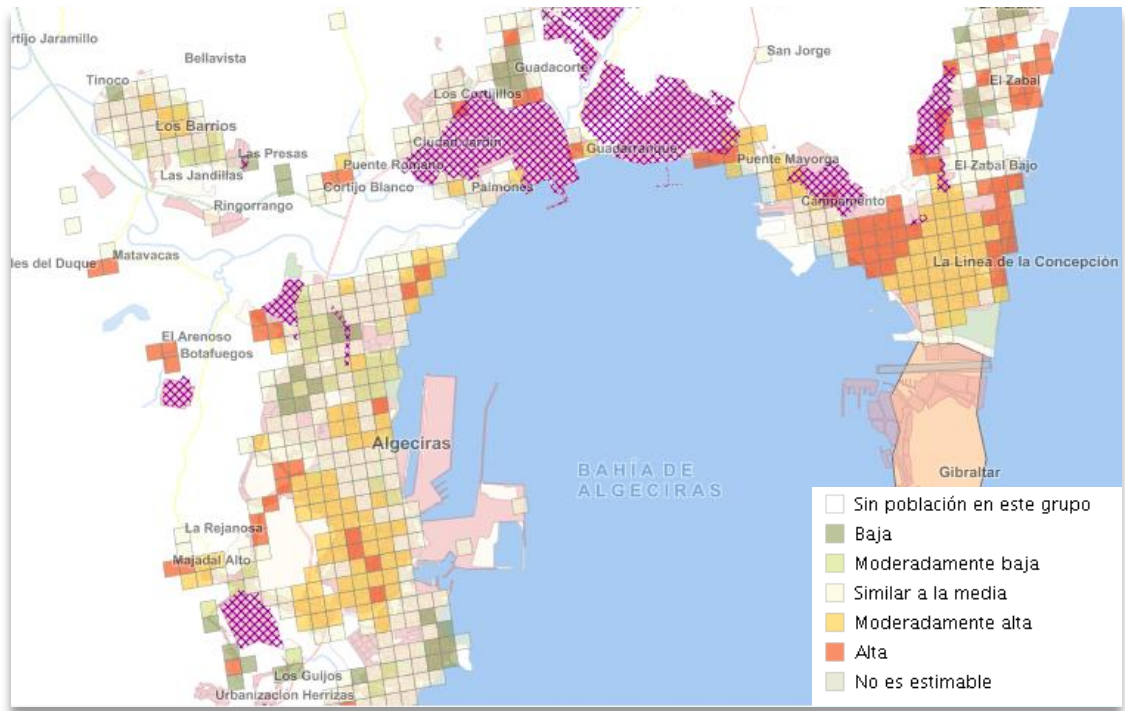 rtijo Jaramillo
Bellavista
San Jorge
Tinoco
Guadacorte
El Zabal
Los Cortijillos
Los Barrios
Las Presas
Ciudad Jardín
Guadarranque
Puente Mayorga
El Zabal Bajo
Las Jandillas
Puente Romano
Cortijo Blanco
Palmones
Ringorrango
Campamento
les del Duque
Matavacas
La Línea de la Concepción
El Arenoso
Botafuegos
Algeciras
BAHÍA DE
ALGECIRAS
Gibraltar
La Rejanosa
Majadal Alto
Los Guijos
Urbanización Herrizas
Sin población en este grupo
Baja
Moderadamente baja
Similar a la media
Moderadamente alta
Alta
No es estimable